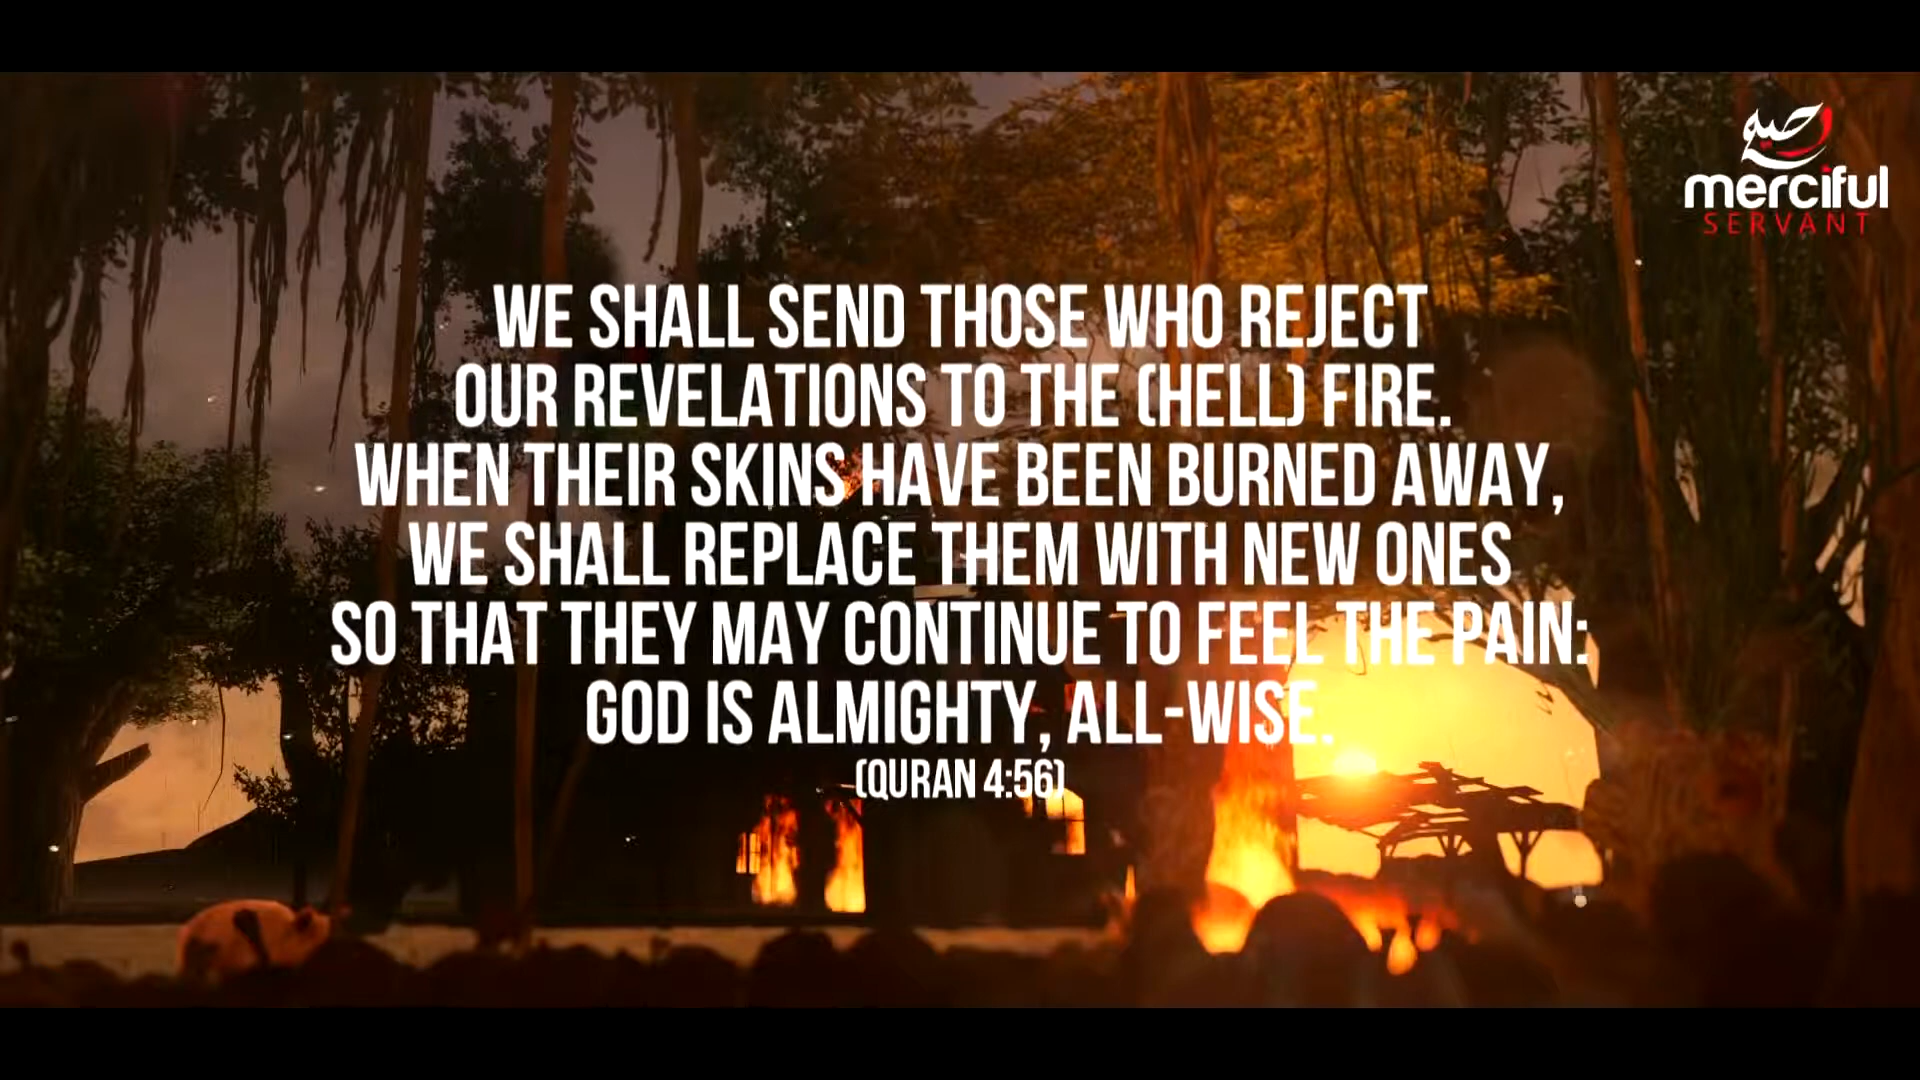 رحيم
merciful
SERVANT
WE SHALL SEND THOSE WHO REJECT
OUR REVELATIONS TO THE (HELL) FIRE.
WHEN THEIR SKINS HAVE BEEN BURNED AWAY,
WE SHALL REPLACE THEM WITH NEW ONES
SO THAT THEY MAY CONTINUE TO FEEL THE PAIN:
GOD IS ALMIGHTY, ALL-WISE.
(QURAN 4:56)